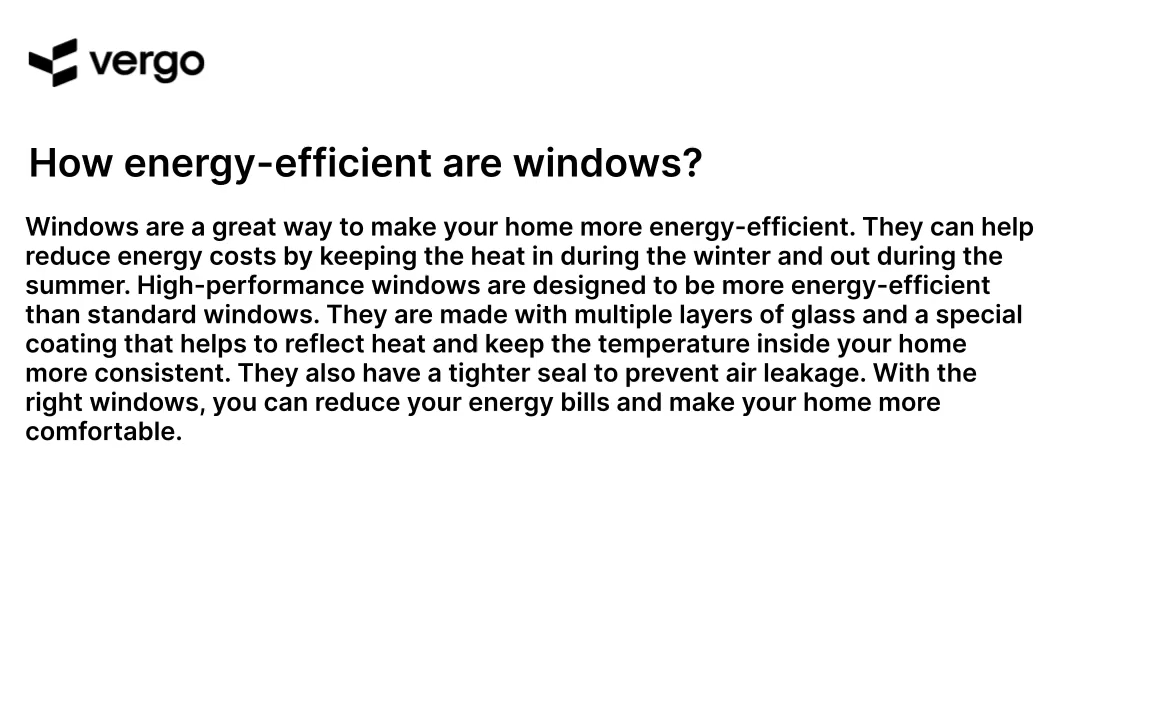 vergo
How energy-efficient are windows?
Windows are a great way to make your home more energy-efficient. They can help
reduce energy costs by keeping the heat in during the winter and out during the
summer. High-performance windows are designed to be more energy-efficient
than standard windows. They are made with multiple layers of glass and a special
coating that helps to reflect heat and keep the temperature inside your home
more consistent. They also have a tighter seal to prevent air leakage. With the
right windows, you can reduce your energy bills and make your home more
comfortable.